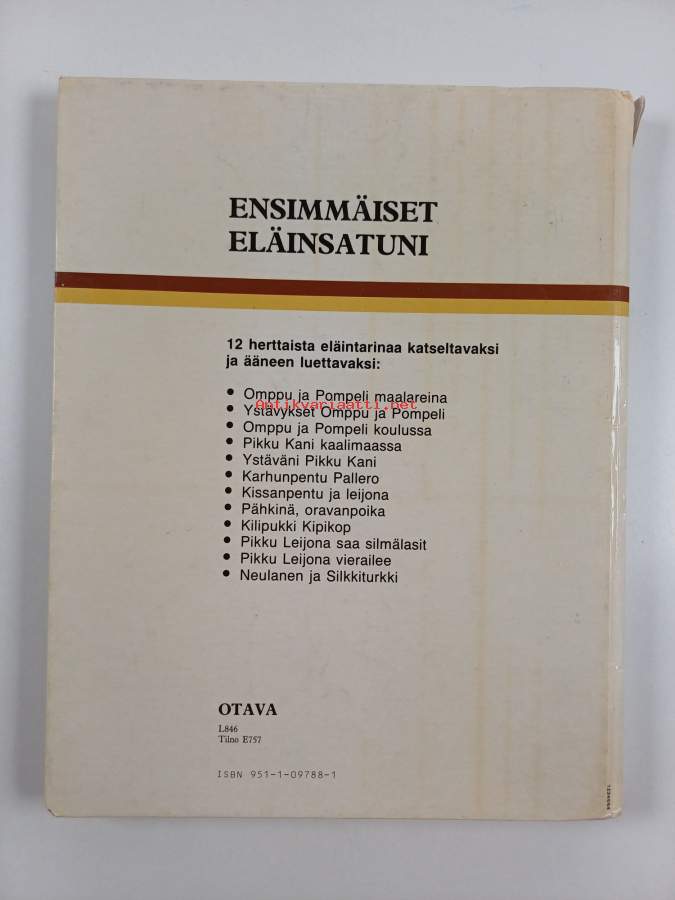 ENSIMMÄISET
ELÄINSATUNI
12 herttaista eläintarinaa katseltavaksi
ja ääneen luettavaksi:
• Omppu ja Pompeli maalareina
Antikvariaatti.net
• Ystävykset Omppu ja Pompeli
• Omppu ja Pompeli koulussa
• Pikku Kani kaalimaassa
• Ystäväni Pikku Kani
• Karhunpentu Pallero
• Kissanpentu ja leijona
• Pähkinä, oravanpoika
• Kilipukki Kipikop
• Pikku Leijona saa silmälasit
• Pikku Leijona vierailee
• Neulanen ja Silkkiturkki
OTAVA
L846
Tilno E757
ISBN 951-1-09788-1